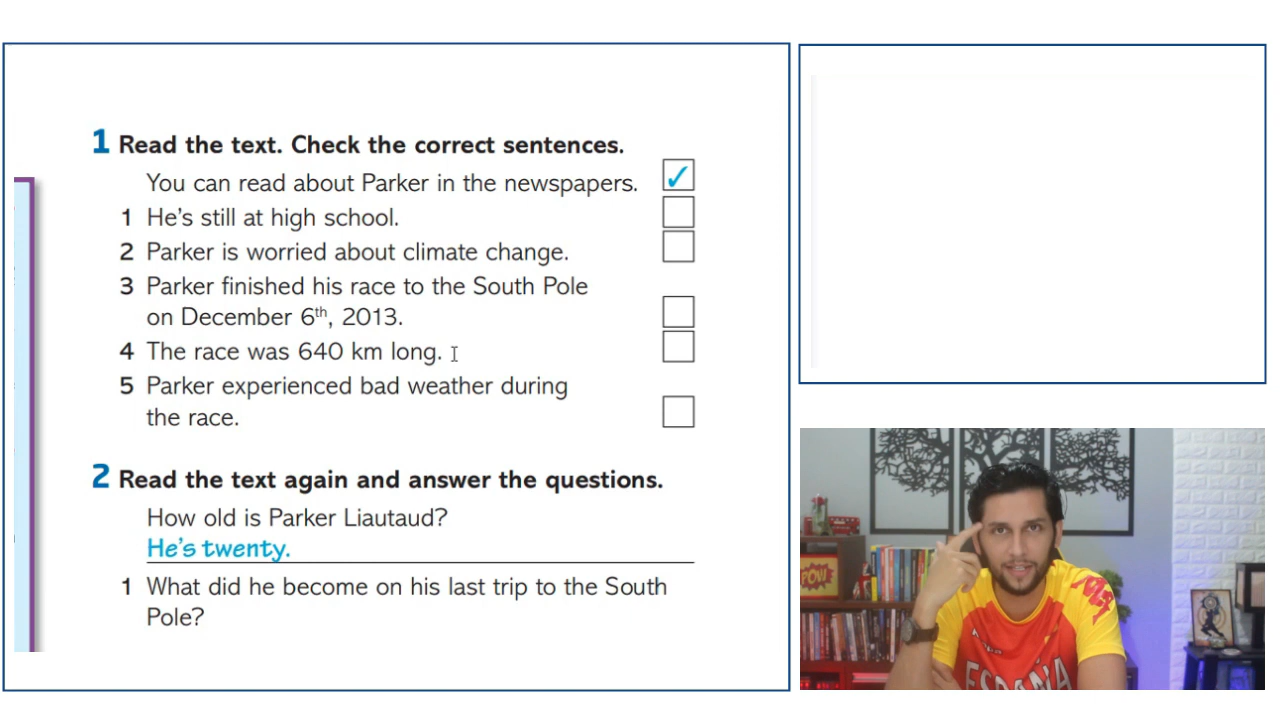 1 Read the text. Check the correct sentences.
You can read about Parker in the newspapers. ✓
1 He's still at high school.
2 Parker is worried about climate change.
3 Parker finished his race to the South Pole
on December 6th, 2013.
4 The race was 640 km long.
5 Parker experienced bad weather during
the race.
2 Read the text again and answer the questions.
How old is Parker Liautaud?
He's twenty.
1 What did he become on his last trip to the South
Pole?
POW!
ESPAÑA